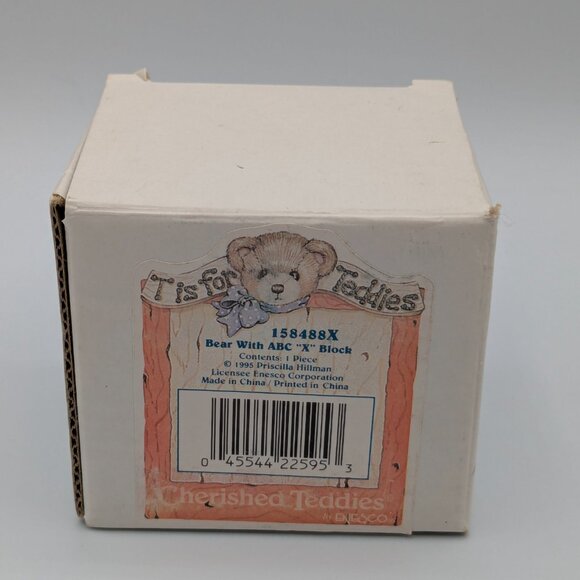 T is for Teddies
158488X
Bear With ABC "X" Block
Contents: 1 Piece
© 1995 Priscilla Hillman
Licensee Enesco Corporation
Made in China / Printed in China
0 45544 22595 3
Cherished Teddies
by ENESCO